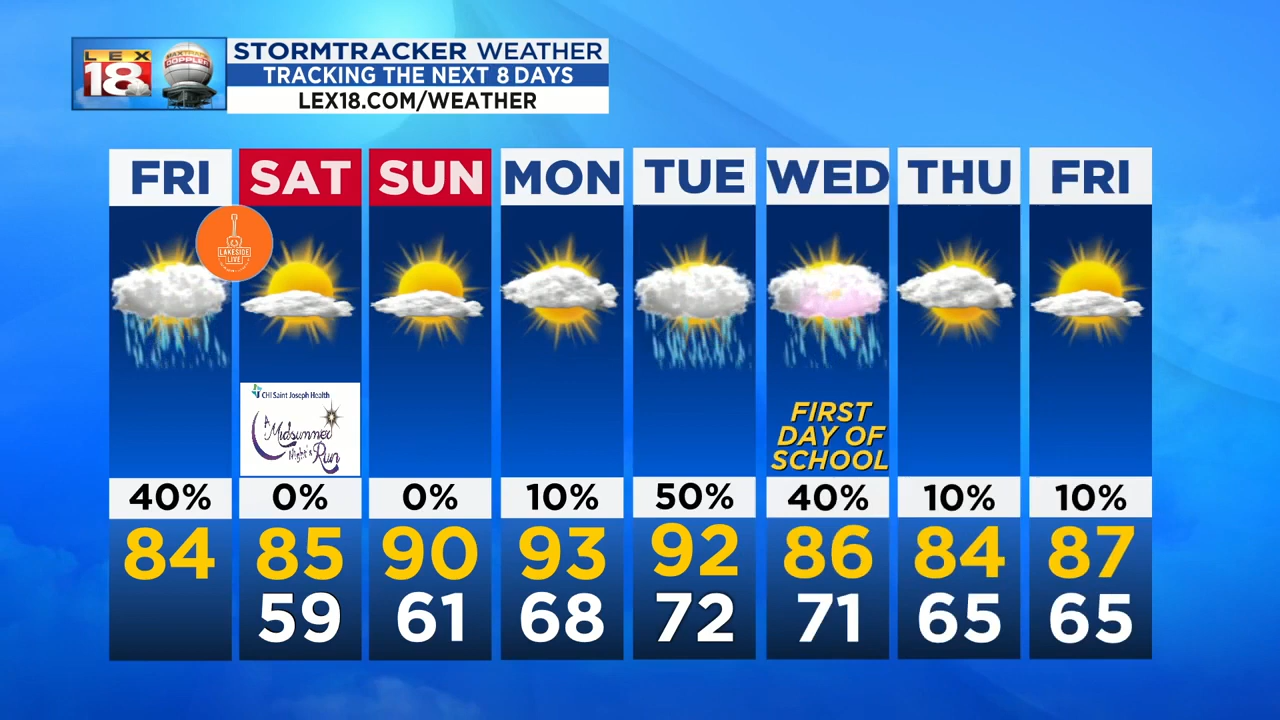 LEX
18
DOPPLER
STORMTRACKER WEATHER
TRACKING THE NEXT 8 DAYS
LEX18.COM/WEATHER
FRI SAT SUN MON TUE WED THU FRI
LAKESIDE
LIVE
CHI Saint Joseph Health
A Midsummer
Night's Run
FIRST
DAY OF
SCHOOL
40% 0% 0% 10% 50% 40% 10% 10%
84 85 90 93 92 86 84 87
59 61 68 72 71 65 65